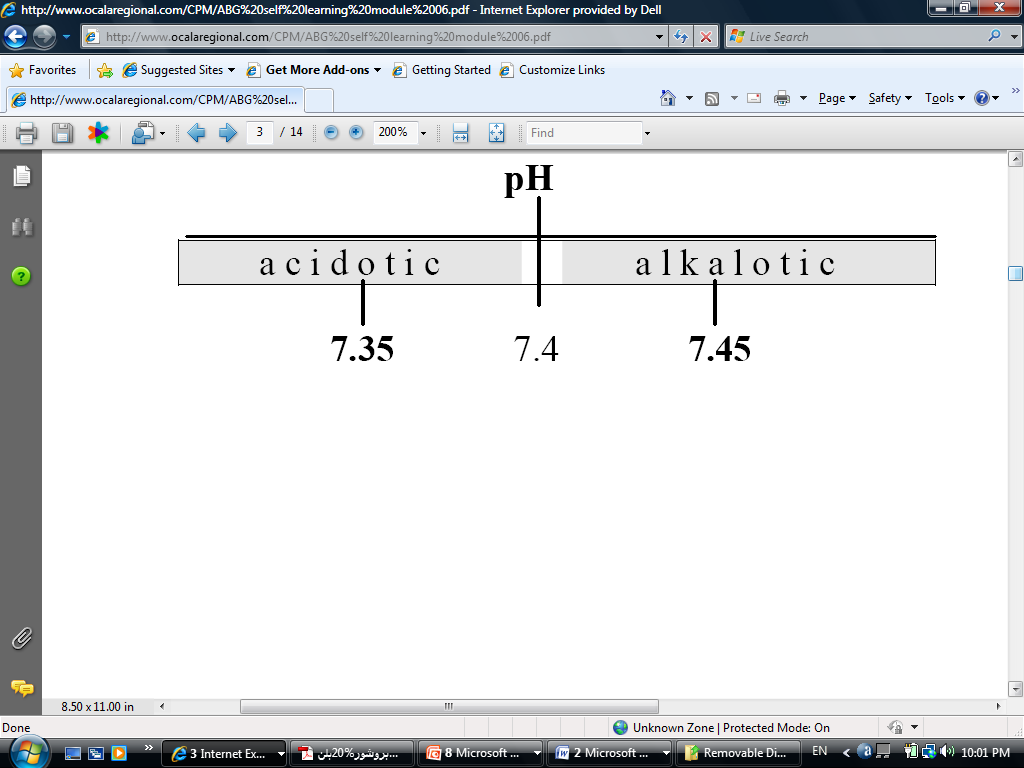 http://www.ocalaregional.com/CPM/ABG%20self%20learning%20module%2006.pdf - Internet Explorer provided by Dell
http://www.ocalaregional.com/CPM/ABG%20self%20learning%20module%2006.pdf
Live Search
Favorites Suggested Sites Get More Add-ons Getting Started Customize Links
http://www.ocalaregional.com/CPM/ABG%20sel... Page Safety Tools
3 / 14 200% Find
pH
acidotic alkalotic
7.35 7.4 7.45
8.50 x 11.00 in
Done Unknown Zone | Protected Mode: On
3 Internet Ex... بروشور%20بلن... 8 Microsoft ... 2 Microsoft ... Removable Di... EN 10:01 PM